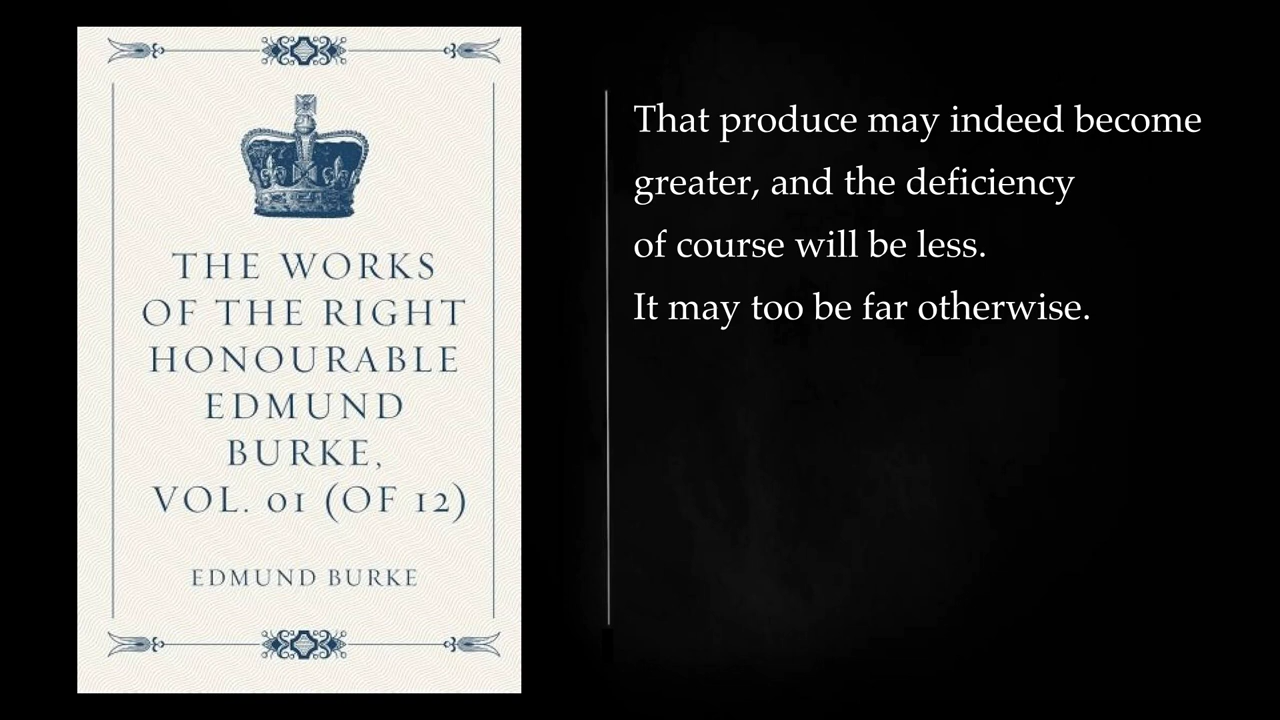 THE WORKS
OF THE RIGHT
HONOURABLE
EDMUND
BURKE,
VOL. 01 (OF 12)
EDMUND BURKE
That produce may indeed become
greater, and the deficiency
of course will be less.
It may too be far otherwise.